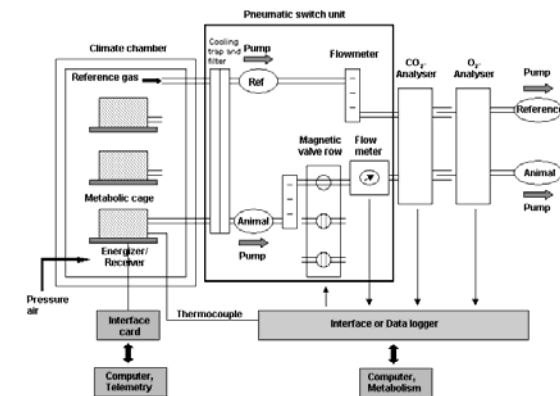 Pneumatic switch unit
Climate chamber
Cooling
trap and
filter
Pump
Flowmeter
CO₂-
Analyser
O₂-
Analyser
Pump
Reference gas
Ref
Reference
Magnetic
valve row
Flow
meter
Metabolic cage
Animal
Animal
Pump
Pump
Energizer/
Receiver
Pressure
air
Thermocouple
Interface
card
Interface or Data logger
Computer,
Telemetry
Computer,
Metabolism